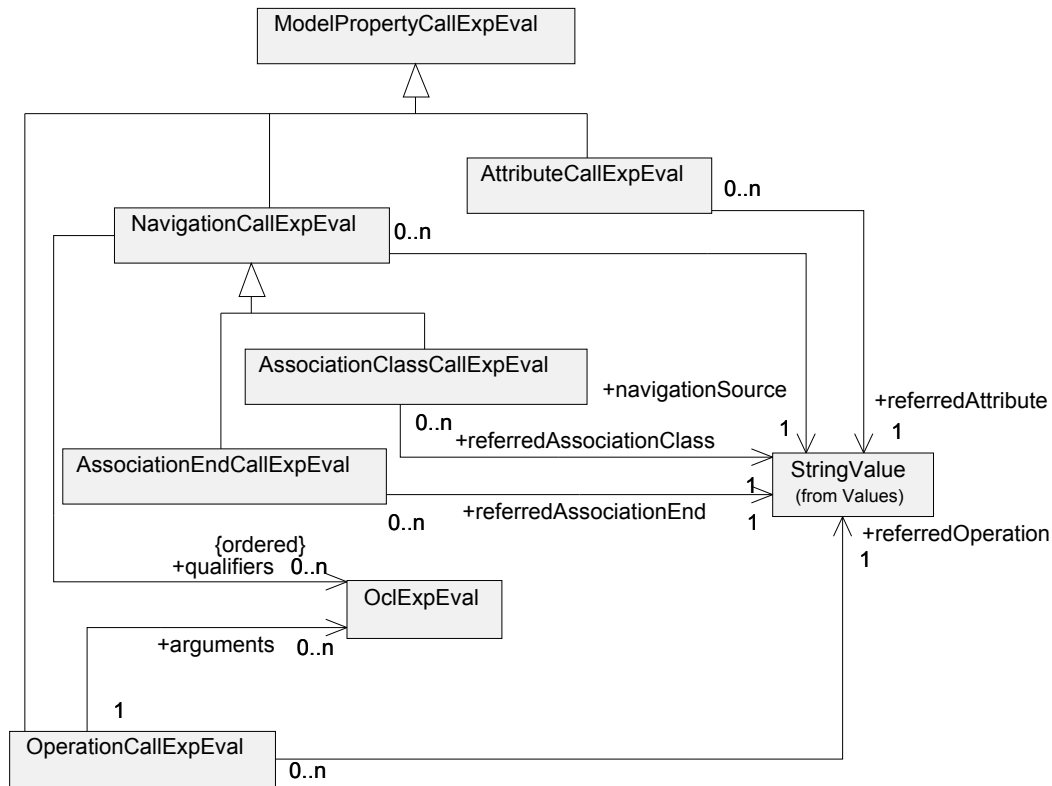 ModelPropertyCallExpEval
AttributeCallExpEval
0..n
NavigationCallExpEval
0..n
AssociationClassCallExpEval
+navigationSource
+referredAttribute
0..n
1
1
+referredAssociationClass
AssociationEndCallExpEval
StringValue
(from Values)
1
0..n
+referredAssociationEnd
1
+referredOperation
1
{ordered}
+qualifiers
0..n
OclExpEval
+arguments
0..n
1
OperationCallExpEval
0..n